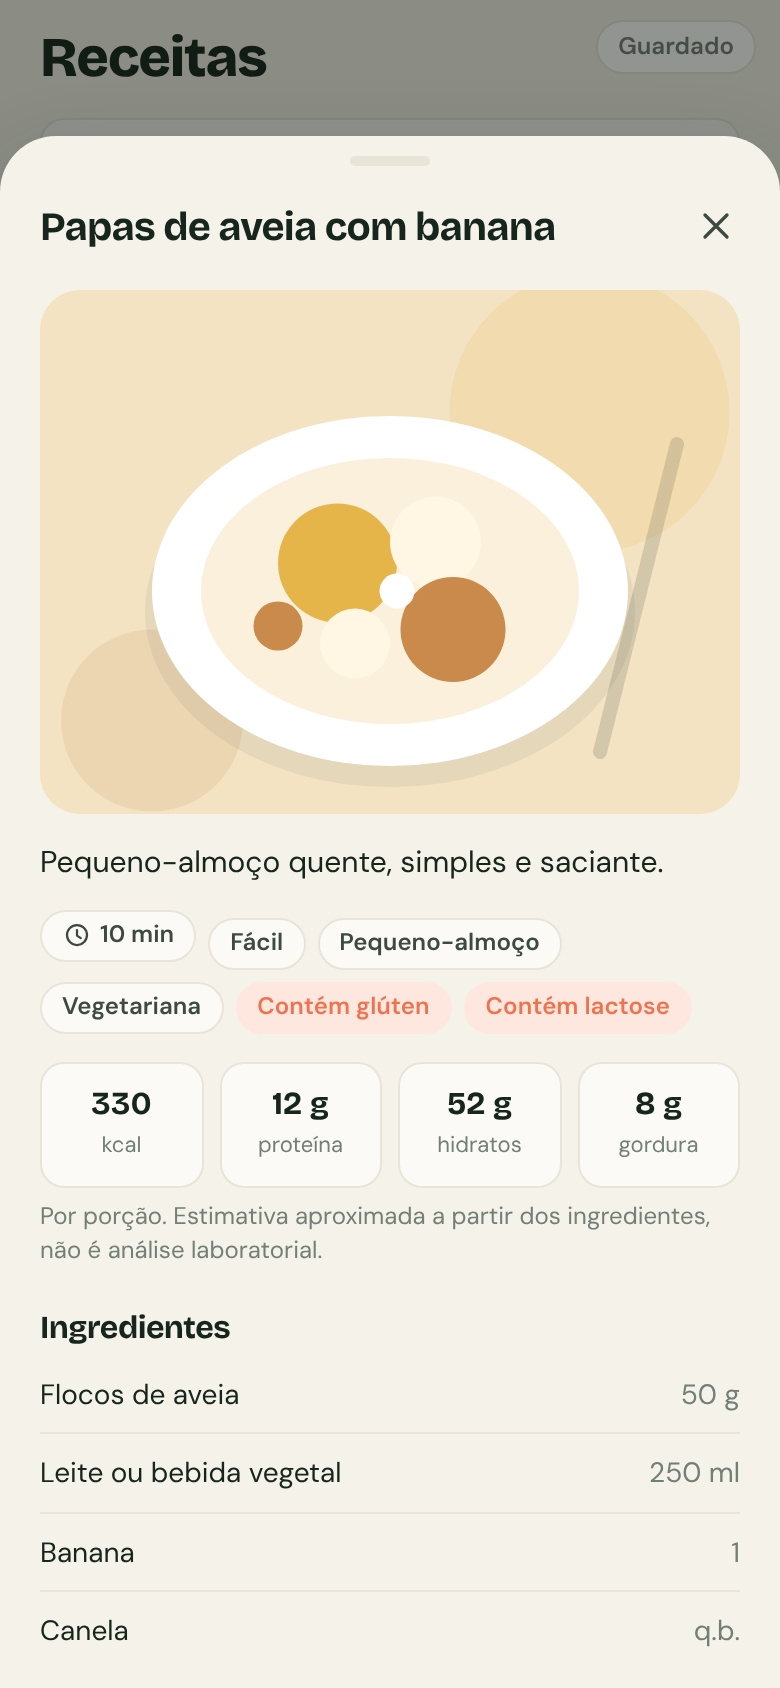 Receitas
Guardado
Papas de aveia com banana
Pequeno-almoço quente, simples e saciante.
10 min
Fácil
Pequeno-almoço
Vegetariana
Contém glúten
Contém lactose
330
kcal
12 g
proteína
52 g
hidratos
8 g
gordura
Por porção. Estimativa aproximada a partir dos ingredientes,
não é análise laboratorial.
Ingredientes
Flocos de aveia
50 g
Leite ou bebida vegetal
250 ml
Banana
1
Canela
q.b.